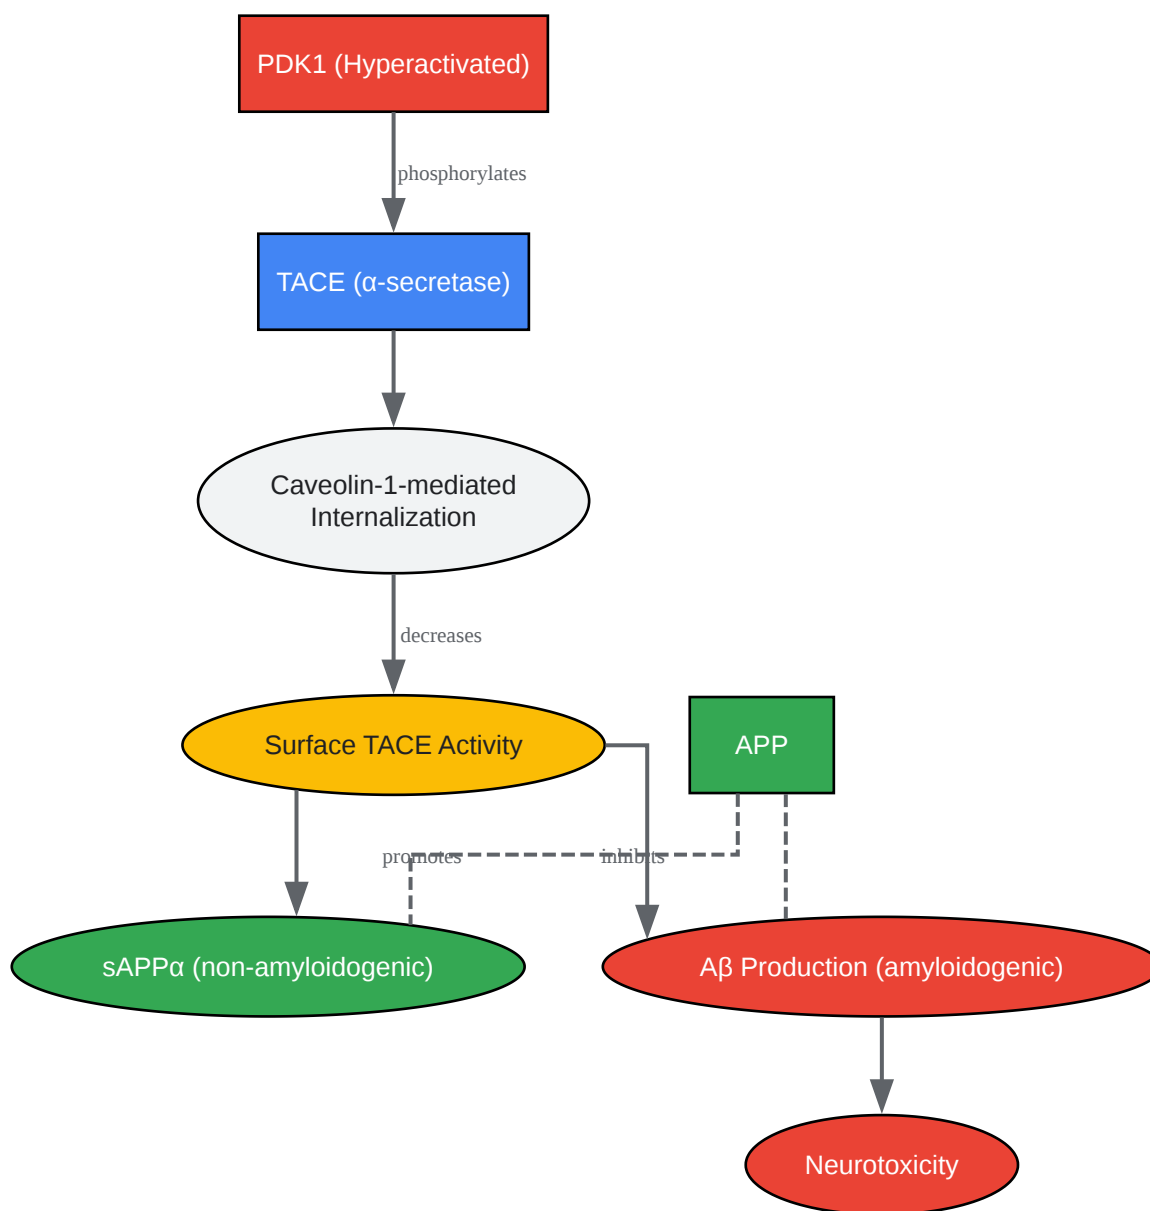 PDK1 (Hyperactivated)
phosphorylates
TACE (α-secretase)
Caveolin-1-mediated
Internalization
decreases
Surface TACE Activity
APP
promotes
inhibits
sAPPα (non-amyloidogenic)
Aβ Production (amyloidogenic)
Neurotoxicity